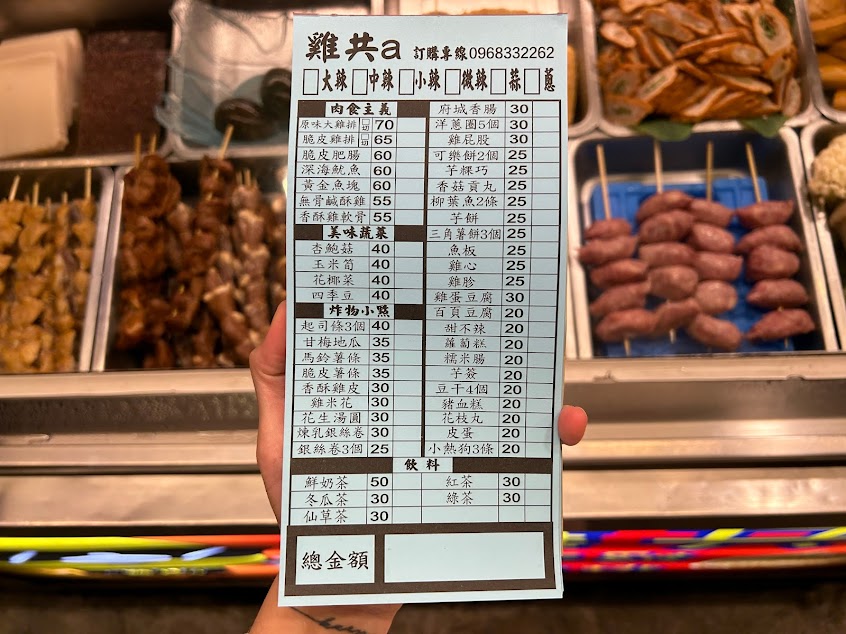 雞共a 訂購專線0968332262
大辣 中辣 小辣 微辣 蒜 蔥
肉食主義
原味大雞排 切 70
脆皮雞排 切 65
脆皮肥腸 60
深海魷魚 60
黃金魚塊 60
無骨鹹酥雞 55
香酥雞軟骨 55
美味蔬菜
杏鮑菇 40
玉米筍 40
花椰菜 40
四季豆 40
炸物小點
起司條3個 40
甘梅地瓜 35
馬鈴薯條 35
脆皮薯條 35
香酥雞皮 30
雞米花 30
花生湯圓 30
煉乳銀絲卷 30
銀絲卷3個 25
府城香腸 30
洋蔥圈5個 30
雞屁股 30
可樂餅2個 25
芋粿巧 25
香菇貢丸 25
柳葉魚2條 25
芋餅 25
三角薯餅3個 25
魚板 25
雞心 25
雞胗 25
雞蛋豆腐 30
百頁豆腐 20
甜不辣 20
蘿蔔糕 20
糯米腸 20
芋簽 20
豆干4個 20
豬血糕 20
花枝丸 20
皮蛋 20
小熱狗3條 20
飲料
鮮奶茶 50
冬瓜茶 30
仙草茶 30
紅茶 30
綠茶 30
總金額